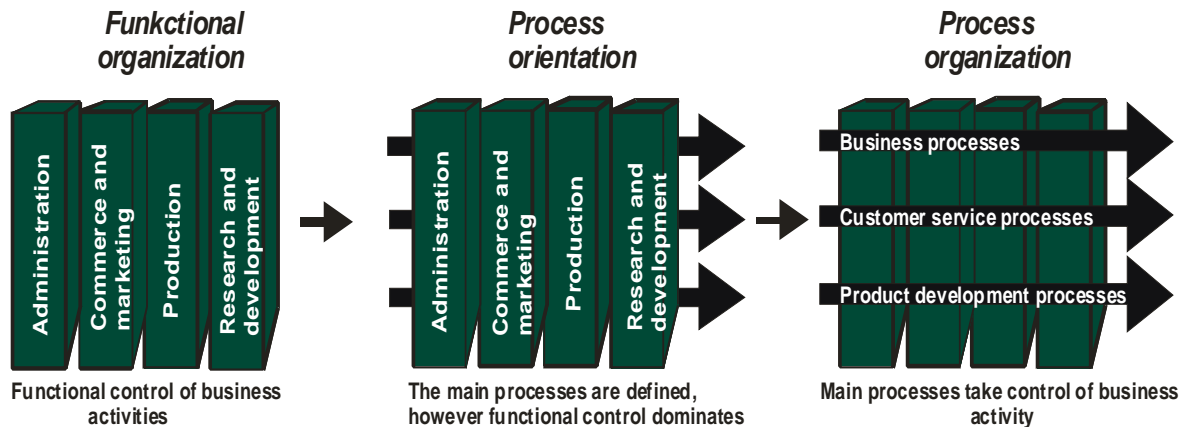 Funkctional
organization
Administration
Commerce and
marketing
Production
Research and
development
Functional control of business
activities
Process
orientation
Administration
Commerce and
marketing
Production
Research and
development
The main processes are defined,
however functional control dominates
Process
organization
Business processes
Customer service processes
Product development processes
Main processes take control of business
activity